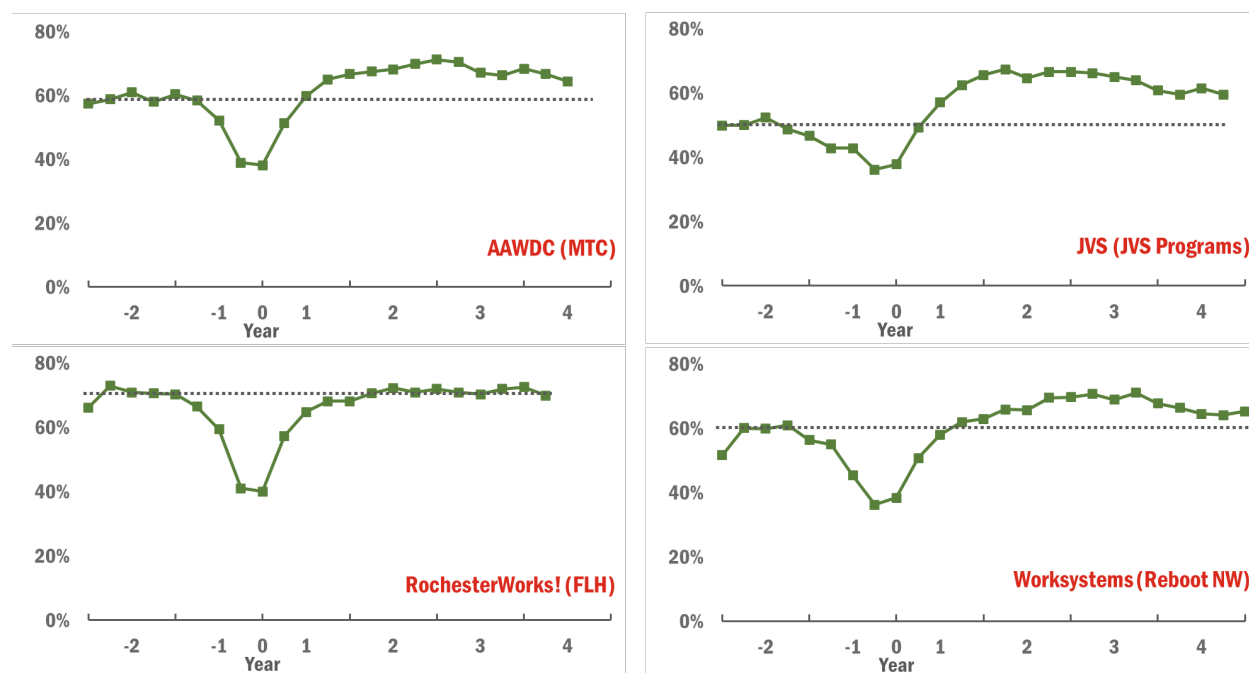 80%
60%
40%
20%
0%
AAWDC (MTC)
-2 -1 0 1 2 3 4
Year
80%
60%
40%
20%
0%
JVS (JVS Programs)
-2 -1 0 1 2 3 4
Year
80%
60%
40%
20%
0%
RochesterWorks! (FLH)
-2 -1 0 1 2 3 4
Year
80%
60%
40%
20%
0%
Worksystems (Reboot NW)
-2 -1 0 1 2 3 4
Year